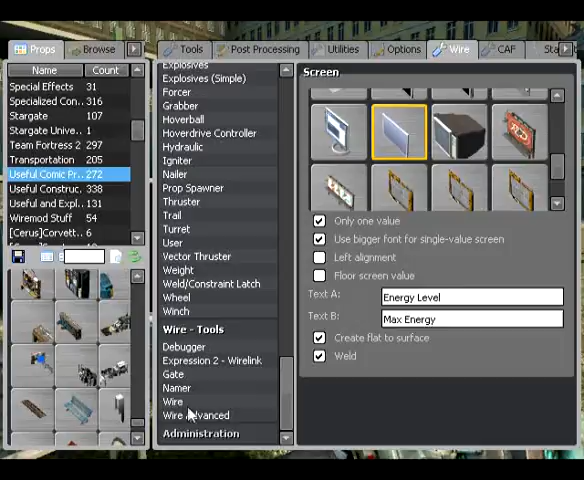 Props
Browse
Tools
Post Processing
Utilities
Options
Wire
CAF
Name
Count
Special Effects 31
Specialized Con.. 316
Stargate 107
Stargate Unive.. 1
Team Fortress 2 297
Transportation 205
Useful Comic Pr.. 272
Useful Construc.. 338
Useful and Expl.. 131
Wiremod Stuff 54
[Cerus]Corvett.. 6
Explosives
Explosives (Simple)
Forcer
Grabber
Hoverball
Hoverdrive Controller
Hydraulic
Igniter
Nailer
Prop Spawner
Thruster
Trail
Turret
User
Vector Thruster
Weight
Weld/Constraint Latch
Wheel
Winch
Wire - Tools
Debugger
Expression 2 - Wirelink
Gate
Namer
Wire
Wire Advanced
Administration
Screen
Only one value
Use bigger font for single-value screen
Left alignment
Floor screen value
Text A: Energy Level
Text B: Max Energy
Create flat to surface
Weld